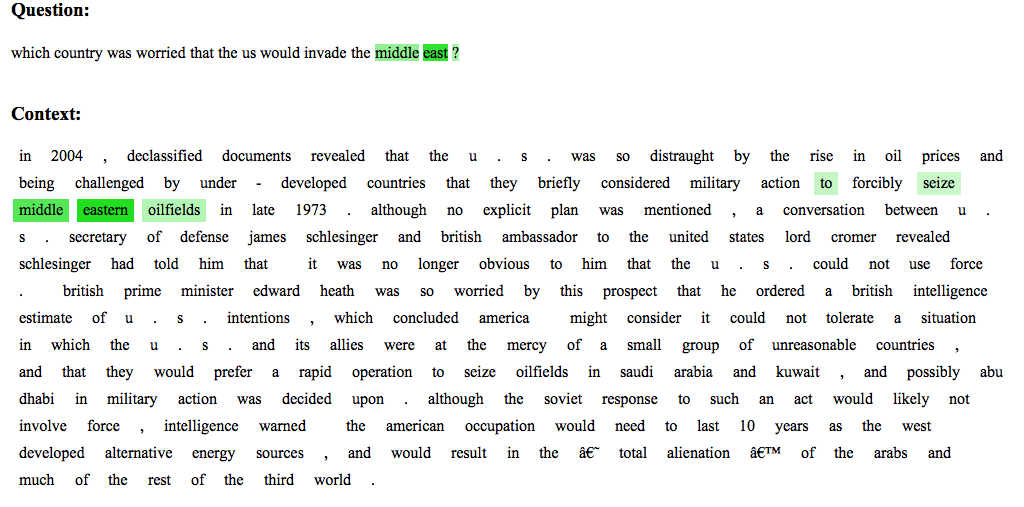 Question:
which country was worried that the us would invade the middle east ?
Context:
in 2004 , declassified documents revealed that the u . s . was so distraught by the rise in oil prices and
being challenged by under - developed countries that they briefly considered military action to forcibly seize
middle eastern oilfields in late 1973 . although no explicit plan was mentioned , a conversation between u .
s . secretary of defense james schlesinger and british ambassador to the united states lord cromer revealed
schlesinger had told him that it was no longer obvious to him that the u . s . could not use force
. british prime minister edward heath was so worried by this prospect that he ordered a british intelligence
estimate of u . s . intentions , which concluded america might consider it could not tolerate a situation
in which the u . s . and its allies were at the mercy of a small group of unreasonable countries ,
and that they would prefer a rapid operation to seize oilfields in saudi arabia and kuwait , and possibly abu
dhabi in military action was decided upon . although the soviet response to such an act would likely not
involve force , intelligence warned the american occupation would need to last 10 years as the west
developed alternative energy sources , and would result in the â€˜ total alienation â€™ of the arabs and
much of the rest of the third world .